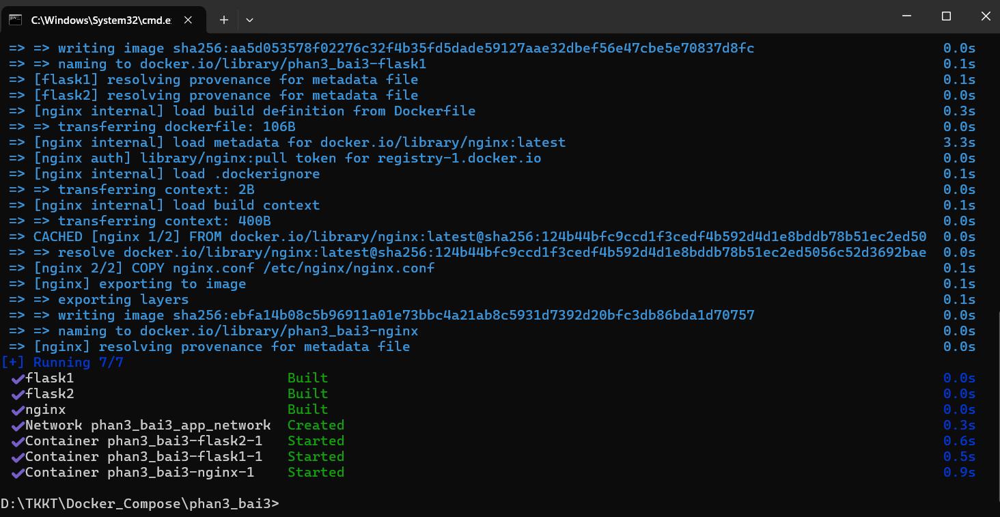 C:\Windows\System32\cmd.e
=> => writing image sha256:aa5d053578f02276c32f4b35fd5dade59127aae32dbef56e47cbe5e70837d8fc 0.0s
=> => naming to docker.io/library/phan3_bai3-flask1 0.1s
=> [flask1] resolving provenance for metadata file 0.1s
=> [flask2] resolving provenance for metadata file 0.0s
=> [nginx internal] load build definition from Dockerfile 0.3s
=> => transferring dockerfile: 106B 0.0s
=> [nginx internal] load metadata for docker.io/library/nginx:latest 3.3s
=> [nginx auth] library/nginx:pull token for registry-1.docker.io 0.0s
=> [nginx internal] load .dockerignore 0.1s
=> => transferring context: 2B 0.0s
=> [nginx internal] load build context 0.1s
=> => transferring context: 400B 0.0s
=> CACHED [nginx 1/2] FROM docker.io/library/nginx:latest@sha256:124b44bfc9ccd1f3cedf4b592d4d1e8bddb78b51ec2ed50 0.0s
=> => resolve docker.io/library/nginx:latest@sha256:124b44bfc9ccd1f3cedf4b592d4d1e8bddb78b51ec2ed5056c52d3692bae 0.0s
=> [nginx 2/2] COPY nginx.conf /etc/nginx/nginx.conf 0.1s
=> [nginx] exporting to image 0.1s
=> => exporting layers 0.1s
=> => writing image sha256:ebfa14b08c5b96911a01e73bbc4a21ab8c5931d7392d20bfc3db86bda1d70757 0.0s
=> => naming to docker.io/library/phan3_bai3-nginx 0.0s
=> [nginx] resolving provenance for metadata file 0.0s
[+] Running 7/7
✔flask1 Built 0.0s
✔flask2 Built 0.0s
✔nginx Built 0.0s
✔Network phan3_bai3_app_network Created 0.3s
✔Container phan3_bai3-flask2-1 Started 0.6s
✔Container phan3_bai3-flask1-1 Started 0.5s
✔Container phan3_bai3-nginx-1 Started 0.9s
D:\TKKT\Docker_Compose\phan3_bai3>